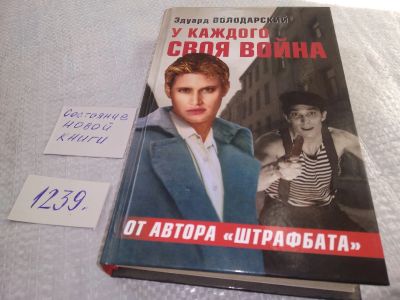 Эдуард ВОЛОДАРСКИЙ
У КАЖДОГО
СВОЯ ВОЙНА
Состояние
новой
книги
1239.
ОТ АВТОРА «ШТРАФБАТА»